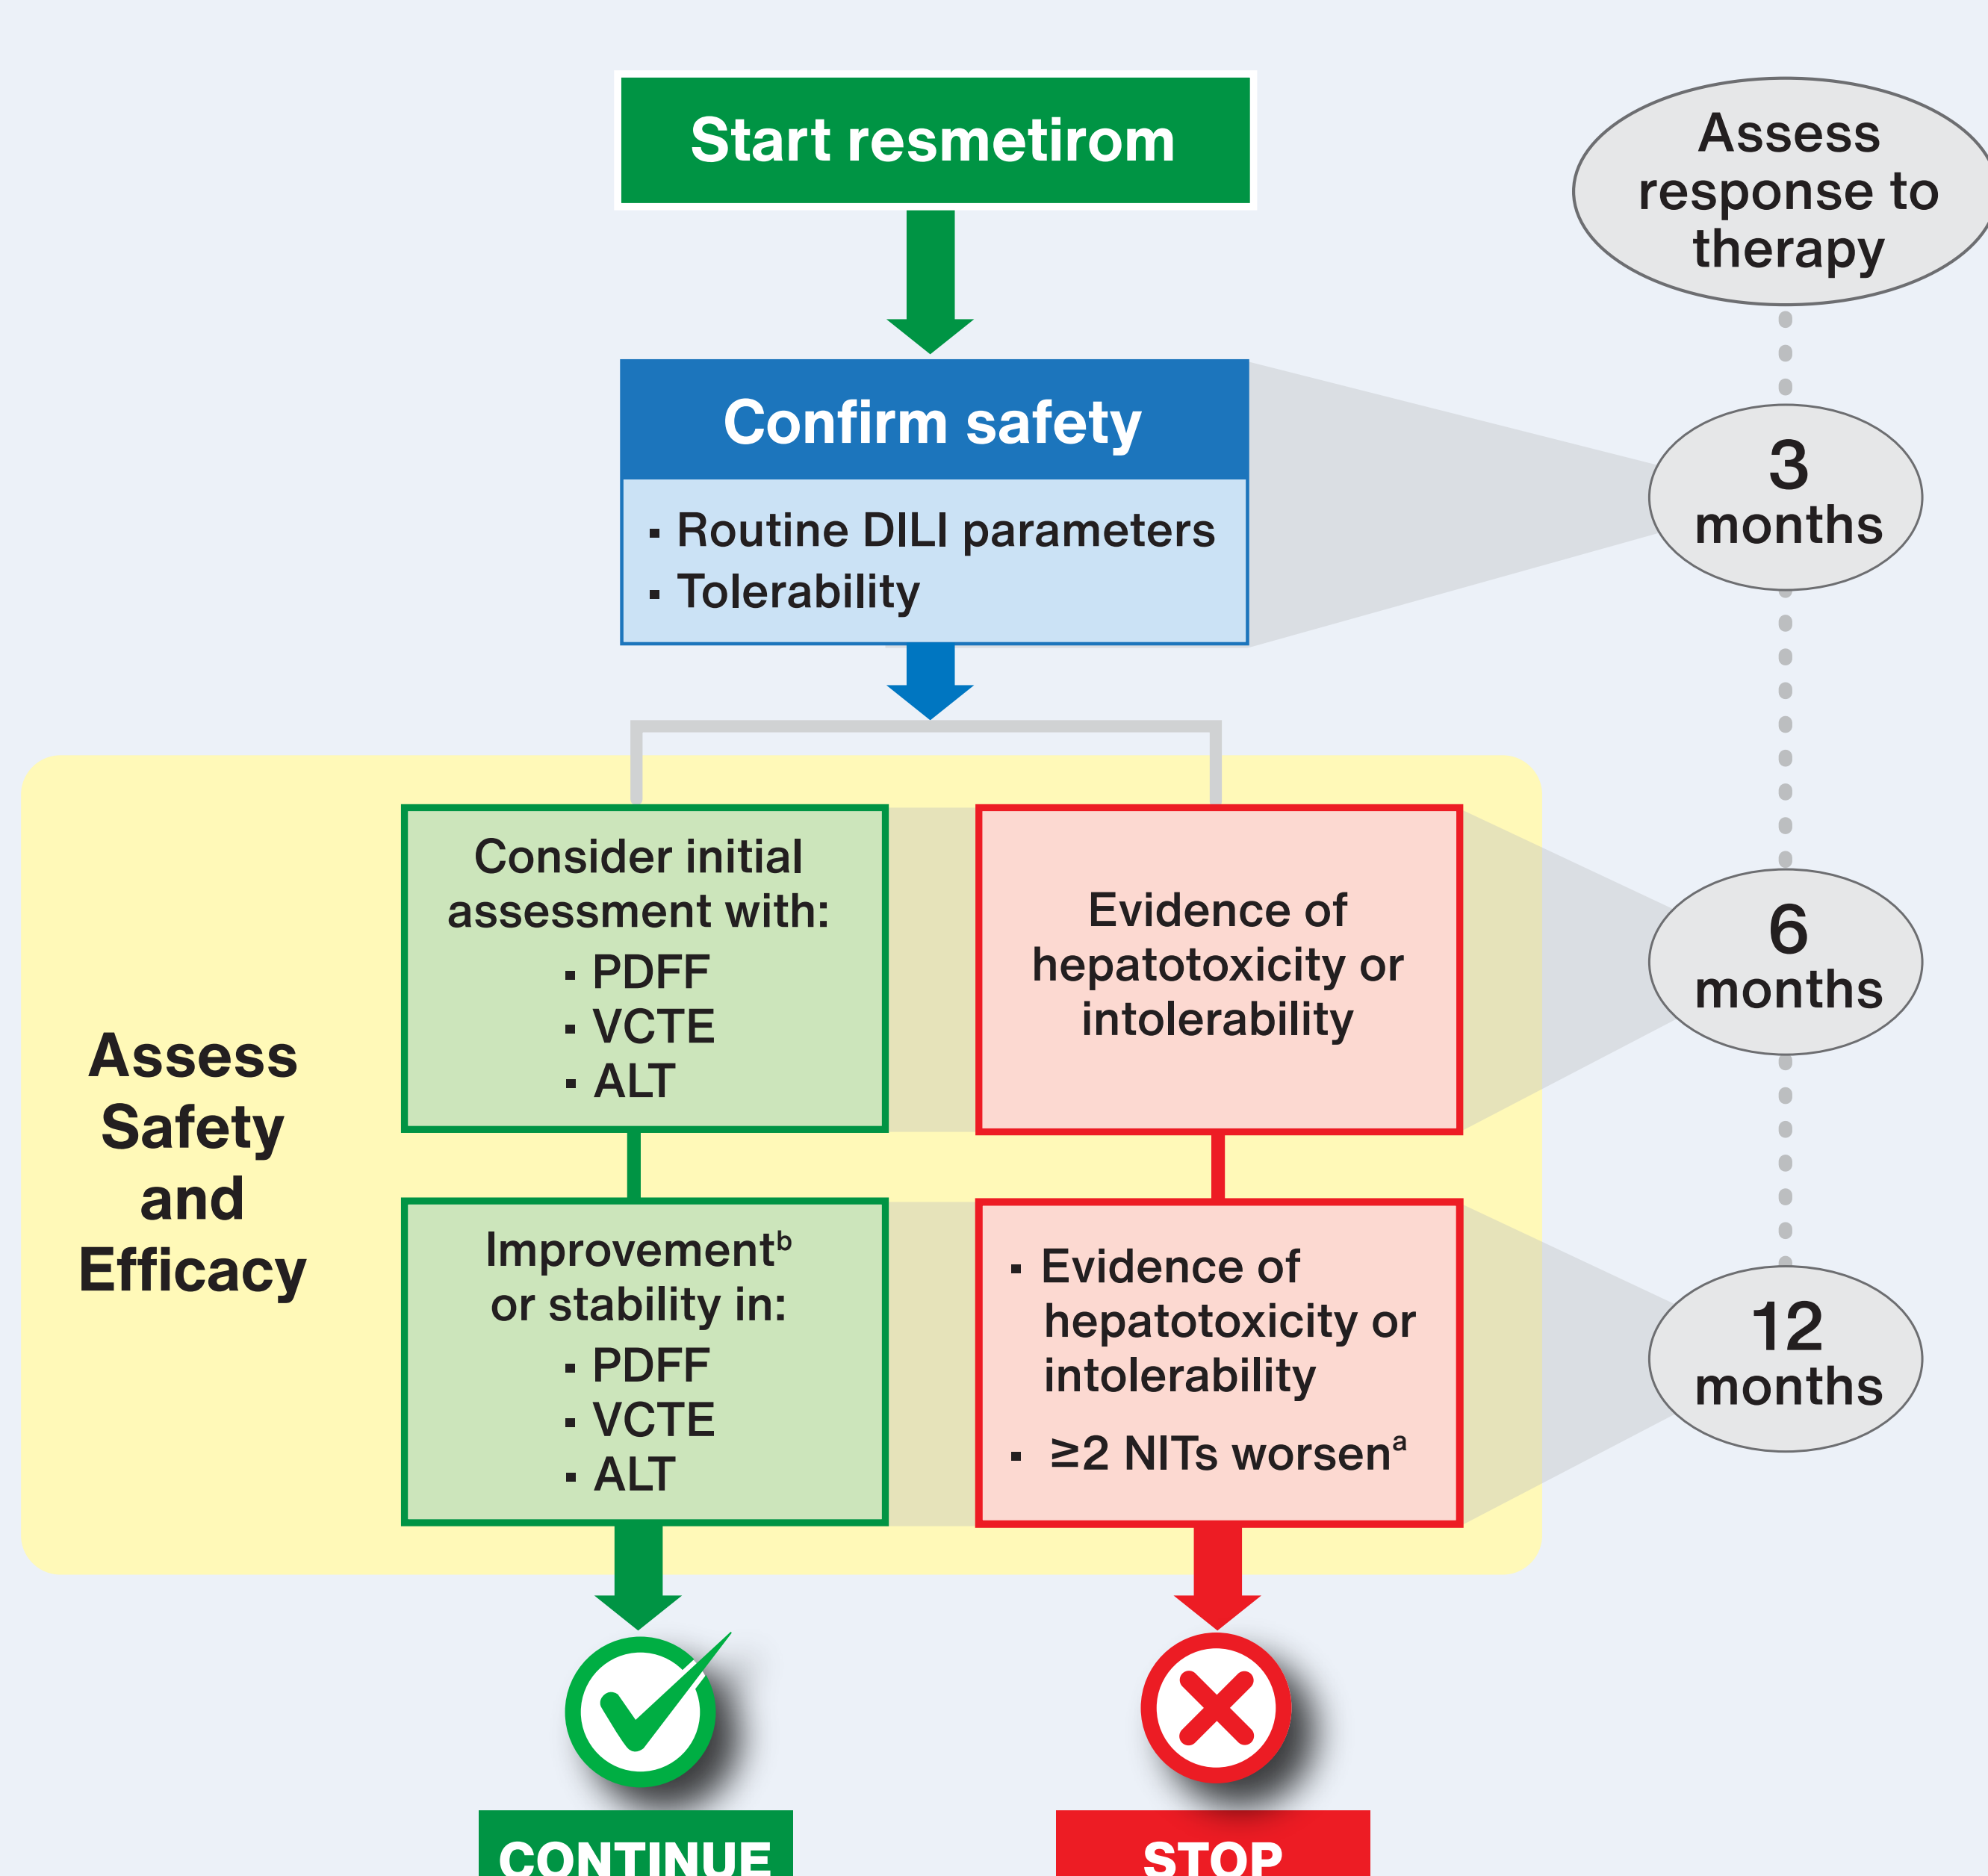 Start resmetirom
Assess
response to
therapy
Confirm safety
▪ Routine DILI parameters
▪ Tolerability
3
months
Assess
Safety
and
Efficacy
Consider initial
assessment with:
▪ PDFF
▪ VCTE
▪ ALT
Evidence of
hepatotoxicity or
intolerability
6
months
Improvementᵇ
or stability in:
▪ PDFF
▪ VCTE
▪ ALT
▪ Evidence of
hepatotoxicity or
intolerability
▪ ≥2 NITs worsenᵃ
12
months
CONTINUE
STOP